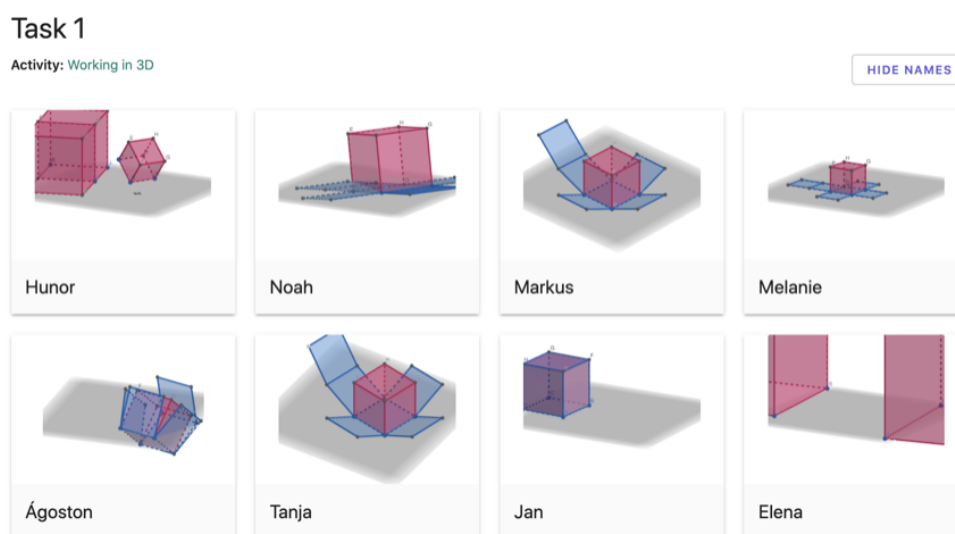 Task 1
Activity: Working in 3D
HIDE NAMES
Hunor
Noah
Markus
Melanie
Ágoston
Tanja
Jan
Elena